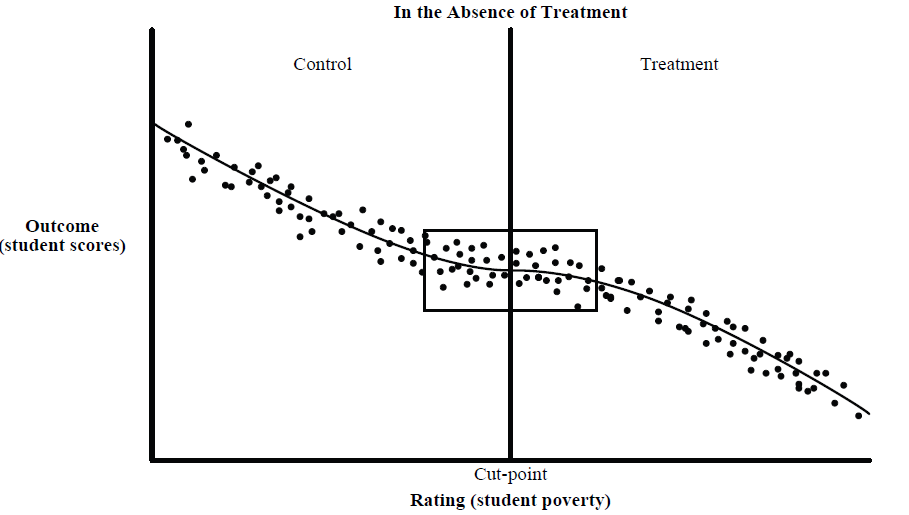 In the Absence of Treatment
Control
Treatment
Outcome
(student scores)
Cut-point
Rating (student poverty)